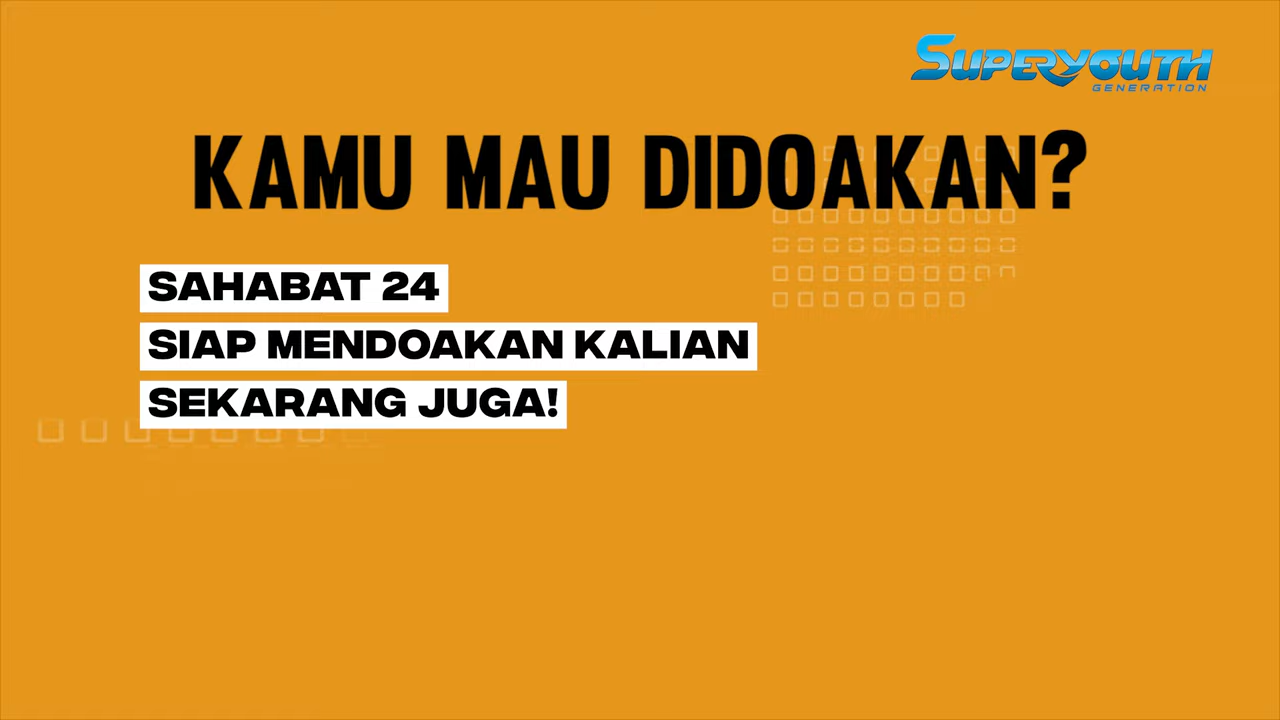 SUPERYOUTH
GENERATION
KAMU MAU DIDOAKAN?
SAHABAT 24
SIAP MENDOAKAN KALIAN
SEKARANG JUGA!